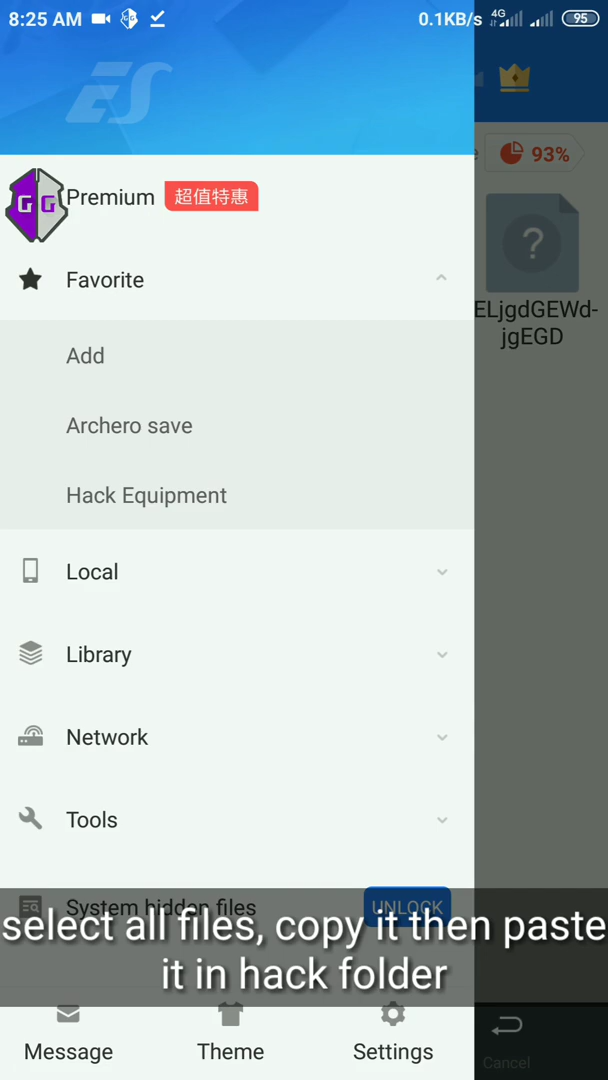 8:25 AM
0.1KB/s
4G
95
ES
GG
Premium
超值特惠
93%
Favorite
ELjgdGEWd-
jgEGD
Add
Archero save
Hack Equipment
Local
Library
Network
Tools
System hidden files
UNLOCK
select all files, copy it then paste
it in hack folder
Message
Theme
Settings
Cancel